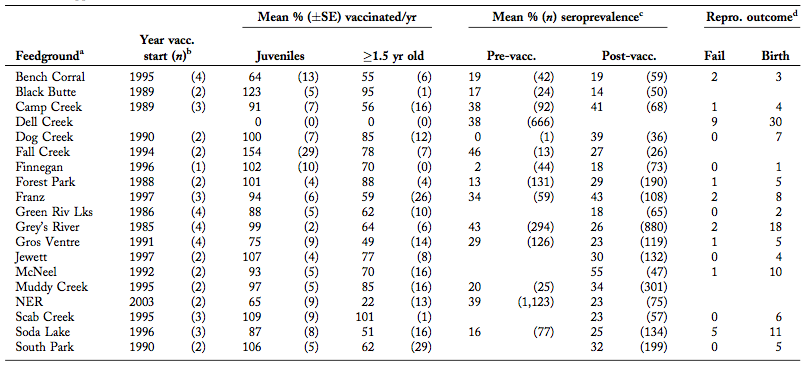 Mean % (±SE) vaccinated/yr Mean % (n) seroprevalenceᶜ Repro. outcomeᵈ
Year vacc.
Feedgroundᵃ start (n)ᵇ Juveniles ≥1.5 yr old Pre-vacc. Post-vacc. Fail Birth
Bench Corral 1995 (4) 64 (13) 55 (6) 19 (42) 19 (59) 2 3
Black Butte 1989 (2) 123 (5) 95 (1) 17 (24) 14 (50)
Camp Creek 1989 (3) 91 (7) 56 (16) 38 (92) 41 (68) 1 4
Dell Creek 0 (0) 0 (0) 38 (666) 9 30
Dog Creek 1990 (2) 100 (7) 85 (12) 0 (1) 39 (36) 0 7
Fall Creek 1994 (2) 154 (29) 78 (7) 46 (13) 27 (26)
Finnegan 1996 (1) 102 (10) 70 (0) 2 (44) 18 (73) 0 1
Forest Park 1988 (2) 101 (4) 88 (4) 13 (131) 29 (190) 1 5
Franz 1997 (3) 94 (6) 59 (26) 34 (59) 43 (108) 2 8
Green Riv Lks 1986 (4) 88 (5) 62 (10) 18 (65) 0 2
Grey's River 1985 (4) 99 (2) 64 (6) 43 (294) 26 (880) 2 18
Gros Ventre 1991 (4) 75 (9) 49 (14) 29 (126) 23 (119) 1 5
Jewett 1997 (2) 107 (4) 77 (8) 30 (132) 0 4
McNeel 1992 (2) 93 (5) 70 (16) 55 (47) 1 10
Muddy Creek 1995 (2) 97 (5) 85 (16) 20 (25) 34 (301)
NER 2003 (2) 65 (9) 22 (13) 39 (1,123) 23 (75)
Scab Creek 1995 (3) 109 (9) 101 (1) 23 (57) 0 6
Soda Lake 1996 (3) 87 (8) 51 (16) 16 (77) 25 (134) 5 11
South Park 1990 (2) 106 (5) 62 (29) 32 (199) 0 5